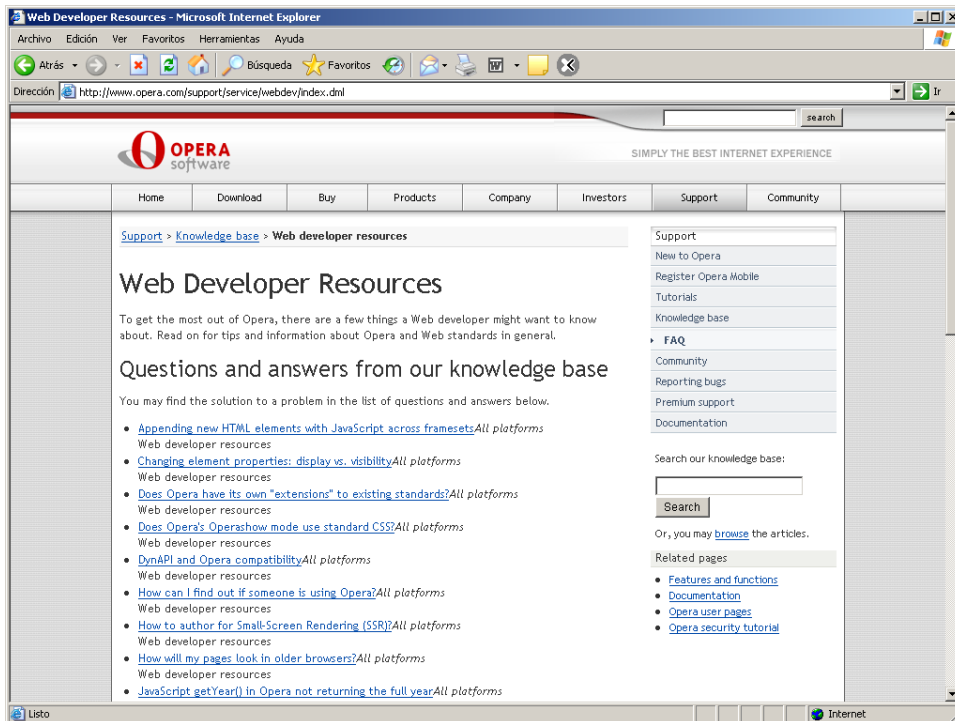 Web Developer Resources - Microsoft Internet Explorer
Archivo Edición Ver Favoritos Herramientas Ayuda
Atrás Búsqueda Favoritos
Dirección http://www.opera.com/support/service/webdev/index.dml Ir
search
OPERA
software
SIMPLY THE BEST INTERNET EXPERIENCE
Home Download Buy Products Company Investors Support Community
Support > Knowledge base > Web developer resources
Web Developer Resources
To get the most out of Opera, there are a few things a Web developer might want to know
about. Read on for tips and information about Opera and Web standards in general.
Questions and answers from our knowledge base
You may find the solution to a problem in the list of questions and answers below.
• Appending new HTML elements with JavaScript across framesetsAll platforms
Web developer resources
• Changing element properties: display vs. visibilityAll platforms
Web developer resources
• Does Opera have its own "extensions" to existing standards?All platforms
Web developer resources
• Does Opera's Operashow mode use standard CSS?All platforms
Web developer resources
• DynAPI and Opera compatibilityAll platforms
Web developer resources
• How can I find out if someone is using Opera?All platforms
Web developer resources
• How to author for Small-Screen Rendering (SSR)?All platforms
Web developer resources
• How will my pages look in older browsers?All platforms
Web developer resources
• JavaScript getYear() in Opera not returning the full yearAll platforms
Support
New to Opera
Register Opera Mobile
Tutorials
Knowledge base
FAQ
Community
Reporting bugs
Premium support
Documentation
Search our knowledge base:
Search
Or, you may browse the articles.
Related pages
• Features and functions
• Documentation
• Opera user pages
• Opera security tutorial
Listo Internet